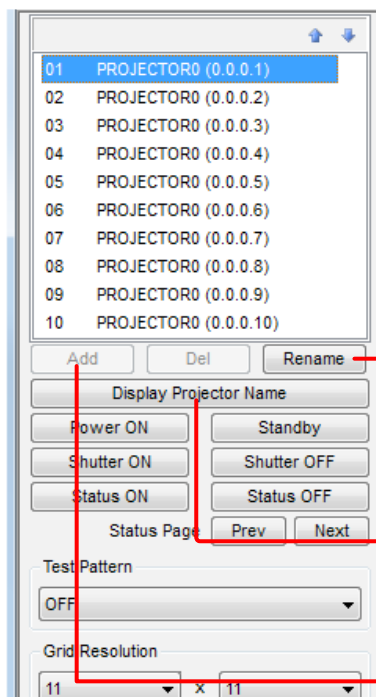 01 PROJECTOR0 (0.0.0.1)
02 PROJECTOR0 (0.0.0.2)
03 PROJECTOR0 (0.0.0.3)
04 PROJECTOR0 (0.0.0.4)
05 PROJECTOR0 (0.0.0.5)
06 PROJECTOR0 (0.0.0.6)
07 PROJECTOR0 (0.0.0.7)
08 PROJECTOR0 (0.0.0.8)
09 PROJECTOR0 (0.0.0.9)
10 PROJECTOR0 (0.0.0.10)
Add Del Rename
Display Projector Name
Power ON Standby
Shutter ON Shutter OFF
Status ON Status OFF
Status Page Prev Next
Test Pattern
OFF
Grid Resolution
11 x 11